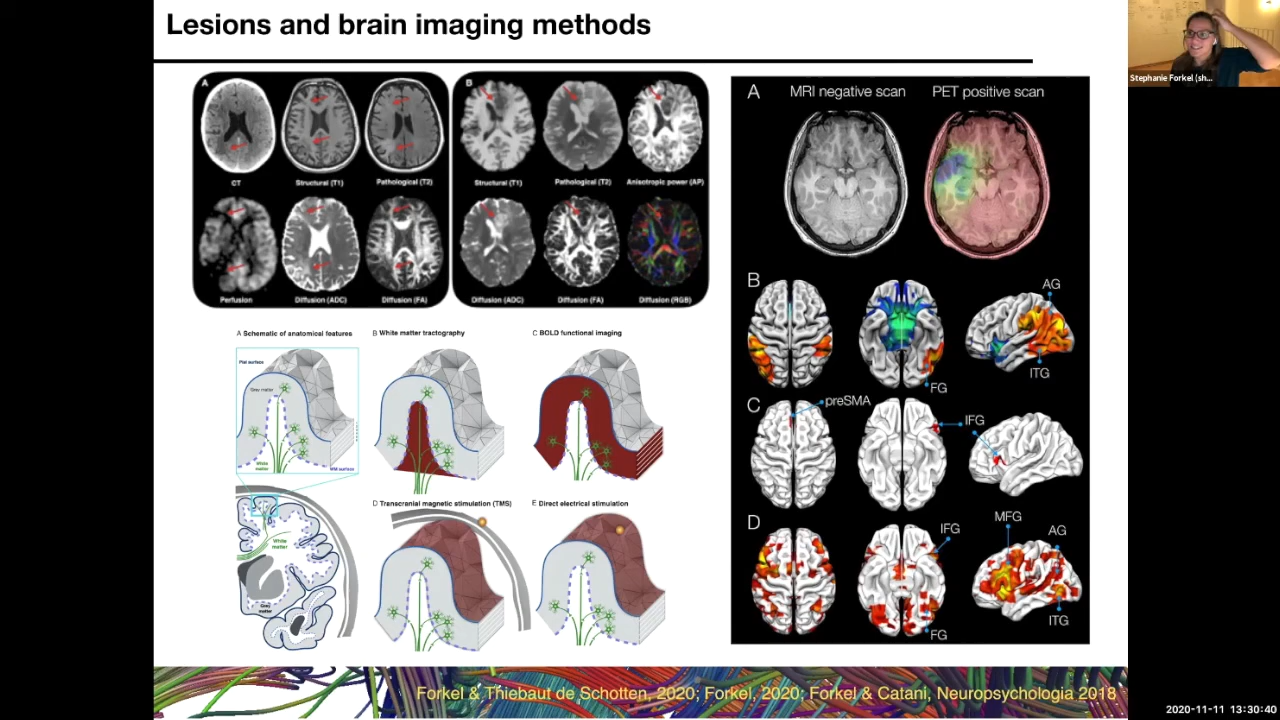 Lesions and brain imaging methods
Stephanie Forkel (sh...
A
CT
Structural (T1)
Pathological (T2)
Perfusion
Diffusion (ADC)
Diffusion (FA)
B
Structural (T1)
Pathological (T2)
Anisotropic power (AP)
Diffusion (ADC)
Diffusion (FA)
Diffusion (RGB)
A Schematic of anatomical features
Pial surface
Grey matter
White
matter
WM surface
White
matter
Grey
matter
B White matter tractography
C BOLD functional imaging
D Transcranial magnetic stimulation (TMS)
E Direct electrical stimulation
A
MRI negative scan
PET positive scan
B
FG
AG
ITG
C
preSMA
IFG
D
IFG
FG
MFG
AG
ITG
Forkel & Thiebaut de Schotten, 2020; Forkel, 2020; Forkel & Catani, Neuropsychologia 2018
2020-11-11 13:30:40